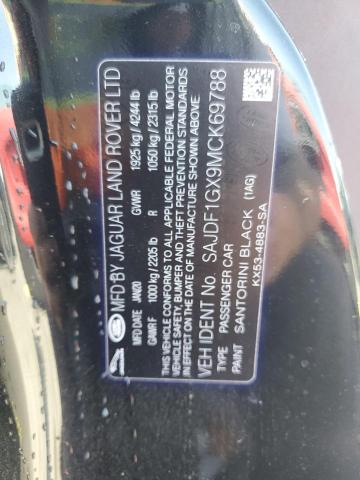 MFD BY JAGUAR LAND ROVER LTD
MFD DATE JAN20 GVWR 1925 kg / 4244 lb
GAWR F 1000 kg / 2205 lb R 1050 kg / 2315 lb
THIS VEHICLE CONFORMS TO ALL APPLICABLE FEDERAL MOTOR
VEHICLE SAFETY, BUMPER AND THEFT PREVENTION STANDARDS
IN EFFECT ON THE DATE OF MANUFACTURE SHOWN ABOVE.
VEH IDENT No. SAJDF1GX9MCK69788
TYPE PASSENGER CAR
PAINT SANTORINI BLACK (1AG)
KX53-4883-SA